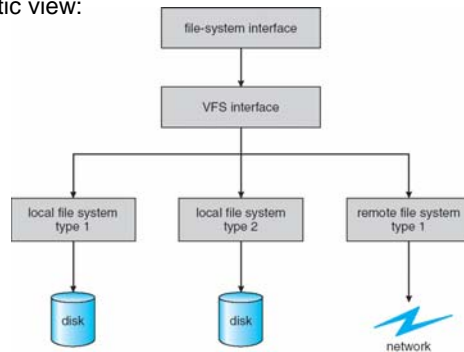 tic view:
file-system interface
VFS interface
local file system
type 1
local file system
type 2
remote file system
type 1
disk
disk
network